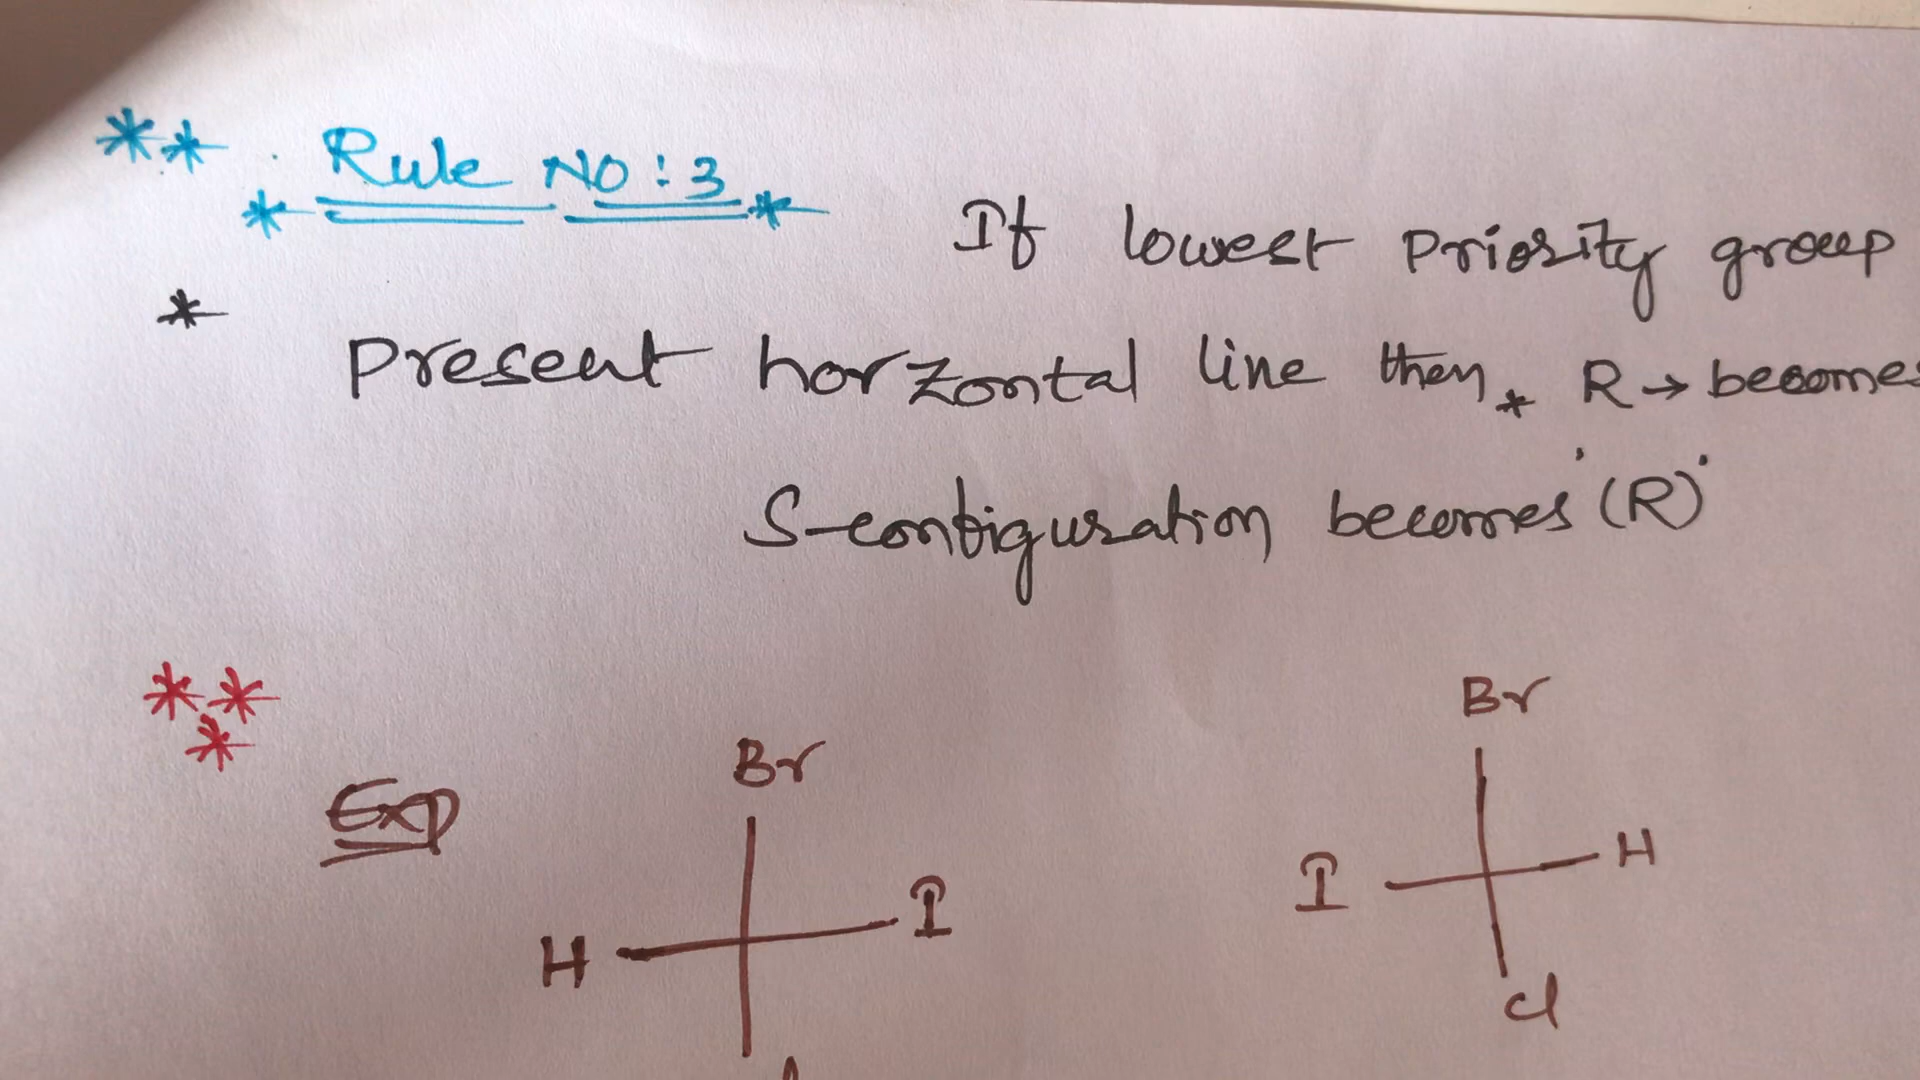 Rule NO : 3
If lowest Priority group
Present horzontal line then R → becomes
S-configuration becomes '(R)'
Exp
Br
H
I
Br
I
H
Cl